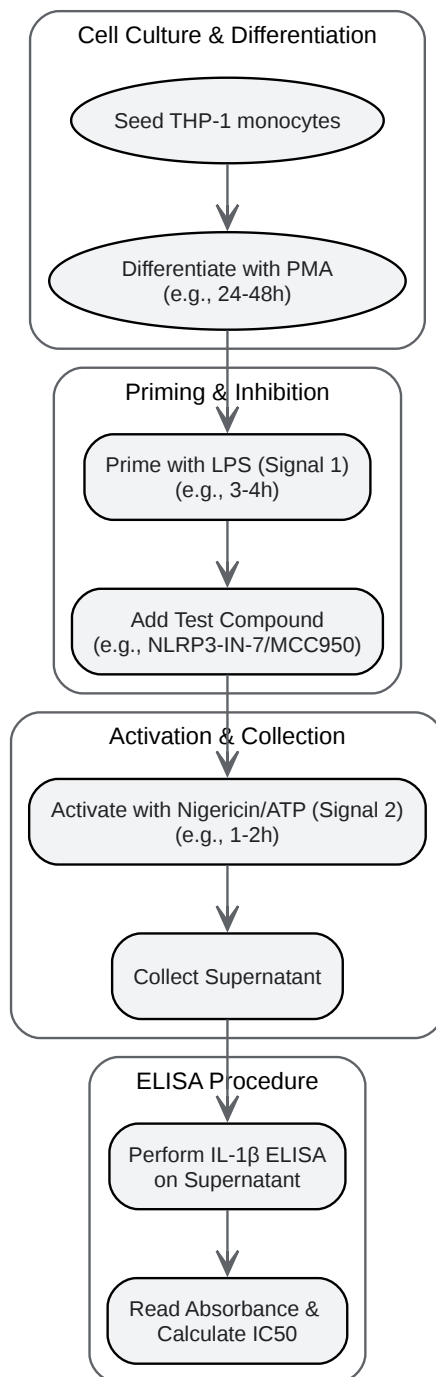 Cell Culture & Differentiation
Seed THP-1 monocytes
Differentiate with PMA
(e.g., 24-48h)
Priming & Inhibition
Prime with LPS (Signal 1)
(e.g., 3-4h)
Add Test Compound
(e.g., NLRP3-IN-7/MCC950)
Activation & Collection
Activate with Nigericin/ATP (Signal 2)
(e.g., 1-2h)
Collect Supernatant
ELISA Procedure
Perform IL-1β ELISA
on Supernatant
Read Absorbance &
Calculate IC50